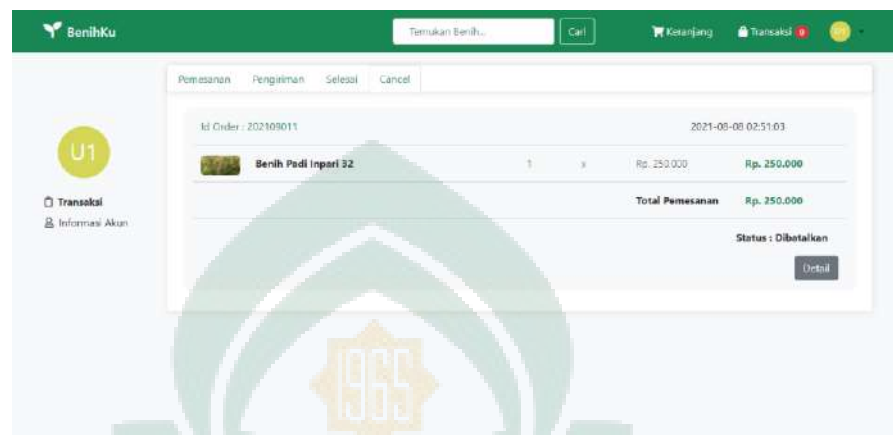 BenihKu
Temukan Benih...
Cari
Keranjang
Transaksi
U1
Pemesanan Pengiriman Selesai Cancel
Id Order : 202109011 2021-08-08 02:51:03
U1
Benih Padi Inpari 32 1 x Rp. 250.000 Rp. 250.000
Transaksi
Total Pemesanan Rp. 250.000
Informasi Akun
Status : Dibatalkan
Detail
1965